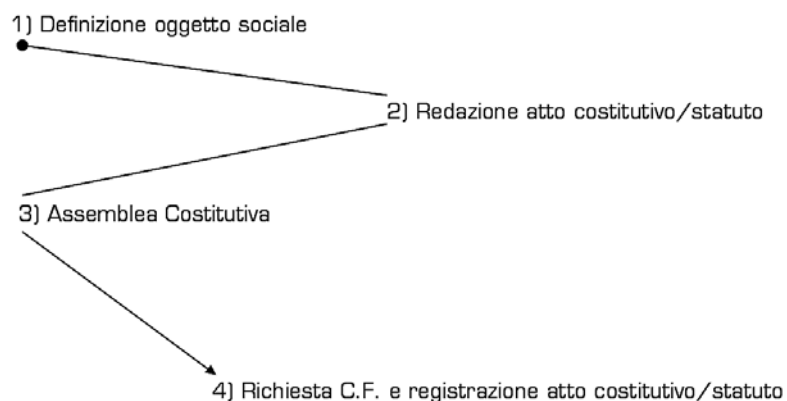 1) Definizione oggetto sociale
2) Redazione atto costitutivo/statuto
3) Assemblea Costitutiva
4) Richiesta C.F. e registrazione atto costitutivo/statuto